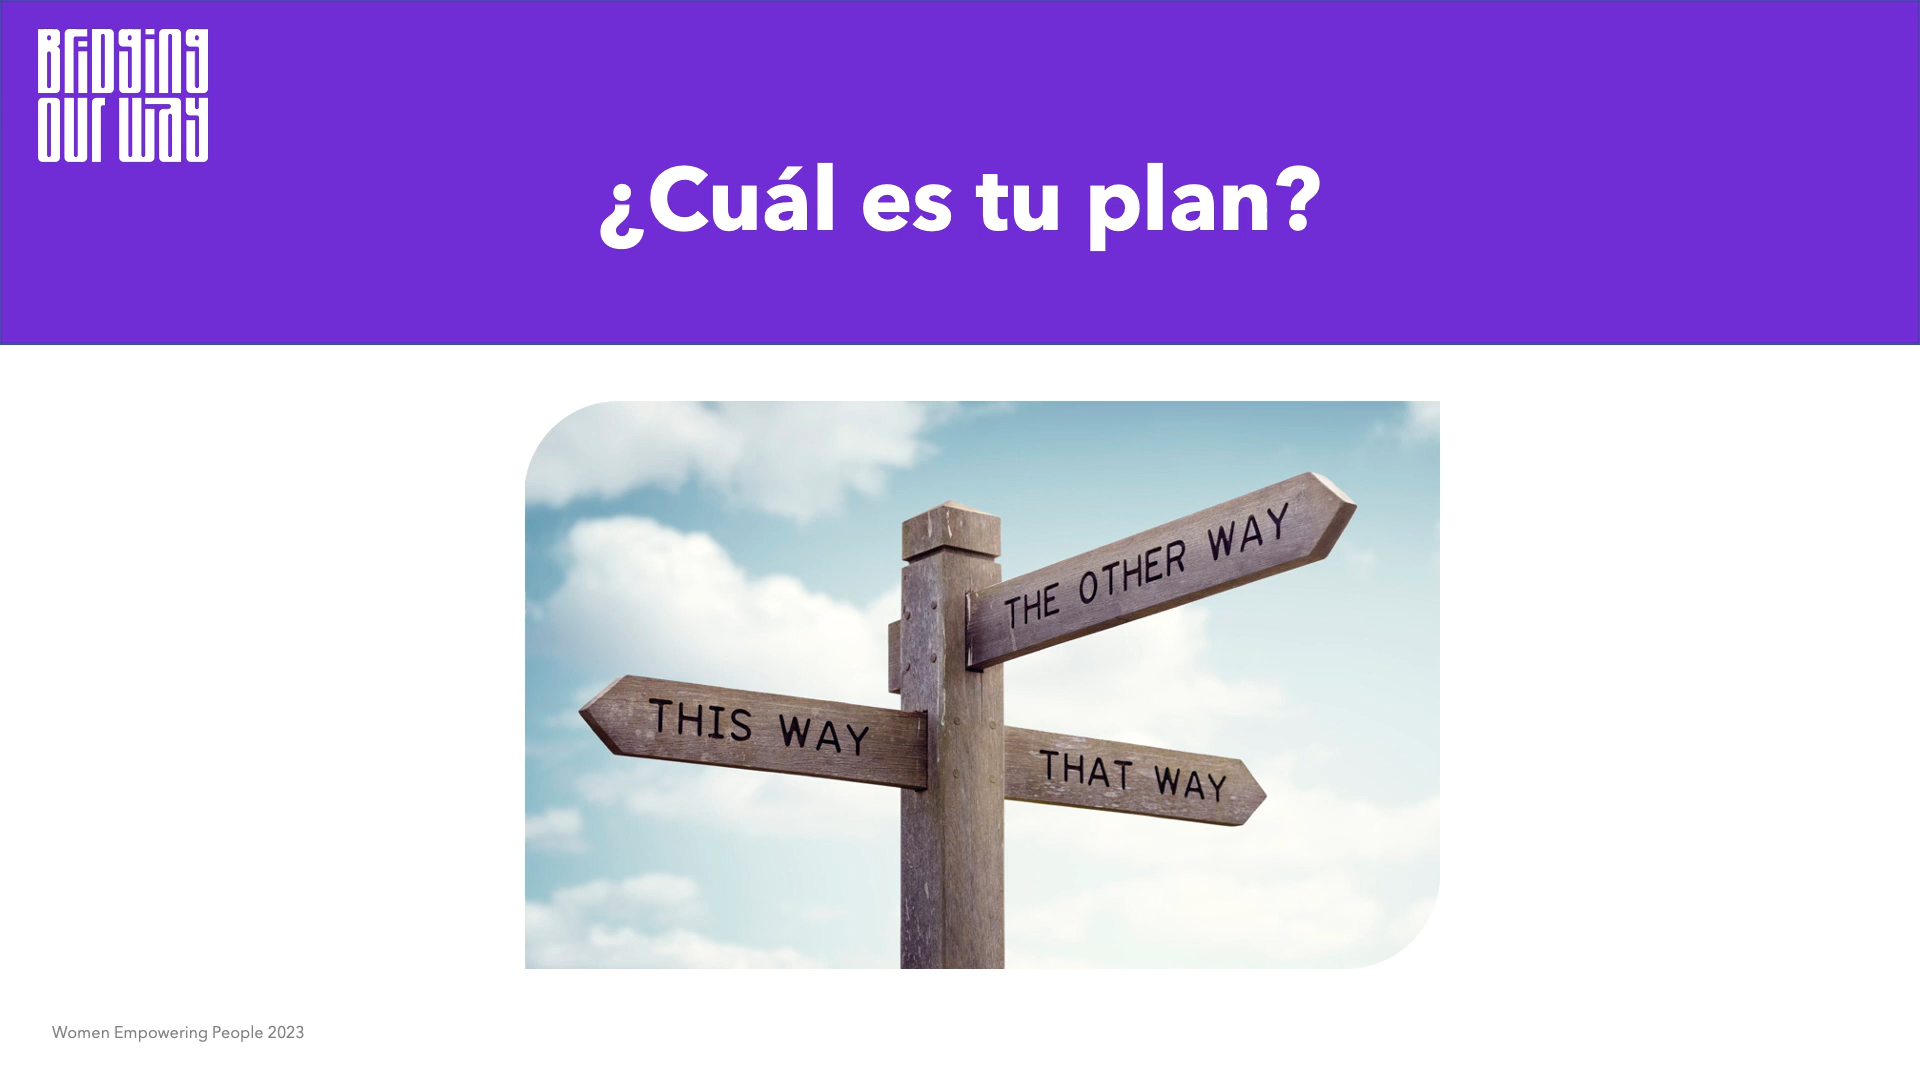 BRIDGING
OUR WAY
¿Cuál es tu plan?
THE OTHER WAY
THIS WAY
THAT WAY
Women Empowering People 2023